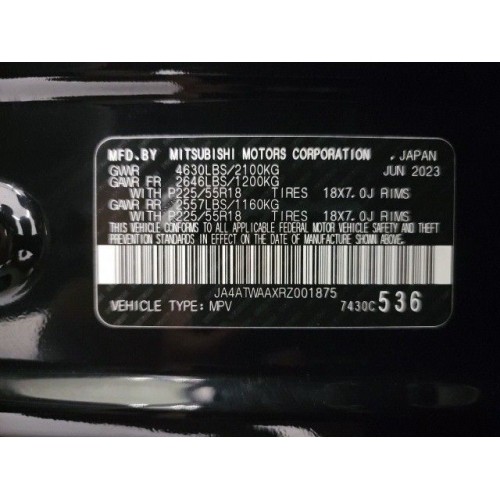 MFD.BY MITSUBISHI MOTORS CORPORATION , JAPAN
GVWR 4630LBS/2100KG JUN 2023
GAWR FR 2646LBS/1200KG
WITH P225/55R18 TIRES 18X7.0J RIMS
GAWR RR 2557LBS/1160KG
WITH P225/55R18 TIRES 18X7.0J RIMS
THIS VEHICLE CONFORMS TO ALL APPLICABLE FEDERAL MOTOR VEHICLE SAFETY AND THEFT
PREVENTION STANDARDS IN EFFECT ON THE DATE OF MANUFACTURE SHOWN ABOVE.
JA4ATWAAXRZ001875
VEHICLE TYPE: MPV 7430C 536